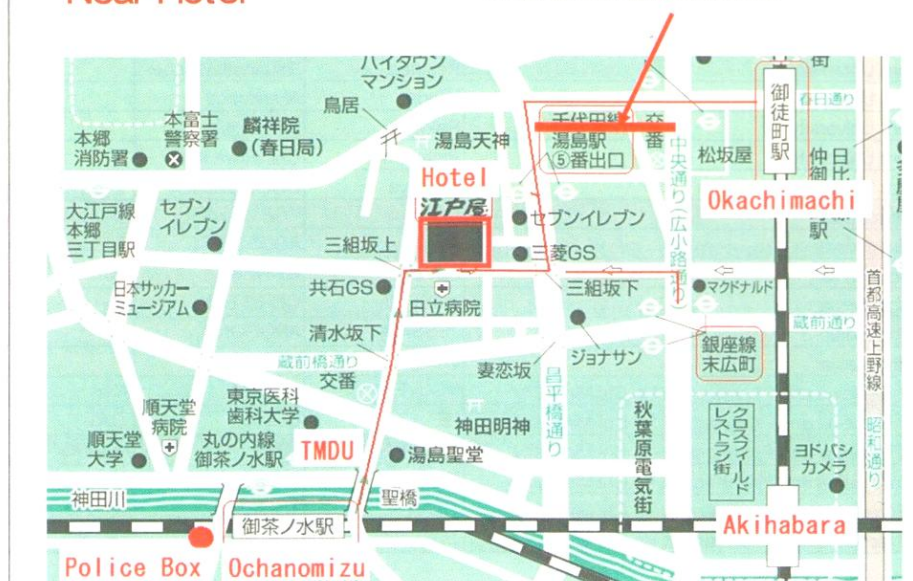 Near Hotel
ハイタウン
マンション
街
鳥居
春日通り
御徒町駅
本富士
警察署
麟祥院
(春日局)
本郷
消防署
湯島天神
千代田線
湯島駅
⑤番出口
交番
中央通り(広小路通り)
松坂屋
Hotel
江戸屋
Okachimachi
大江戸線
本郷
三丁目駅
セブン
イレブン
セブンイレブン
三組坂上
三菱GS
日本サッカー
ミュージアム
共石GS
日立病院
三組坂下
マクドナルド
首都高速上野線
清水坂下
蔵前通り
蔵前橋通り
交番
妻恋坂
ジョナサン
銀座線
末広町
昌平橋通り
東京医科
歯科大学
順天堂
病院
神田明神
秋葉原電気街
クロスフィールド
レストラン街
昭和通り
順天堂
大学
丸の内線
御茶ノ水駅
TMDU
湯島聖堂
ヨドバシ
カメラ
神田川
聖橋
御茶ノ水駅
Akihabara
Police Box
Ochanomizu